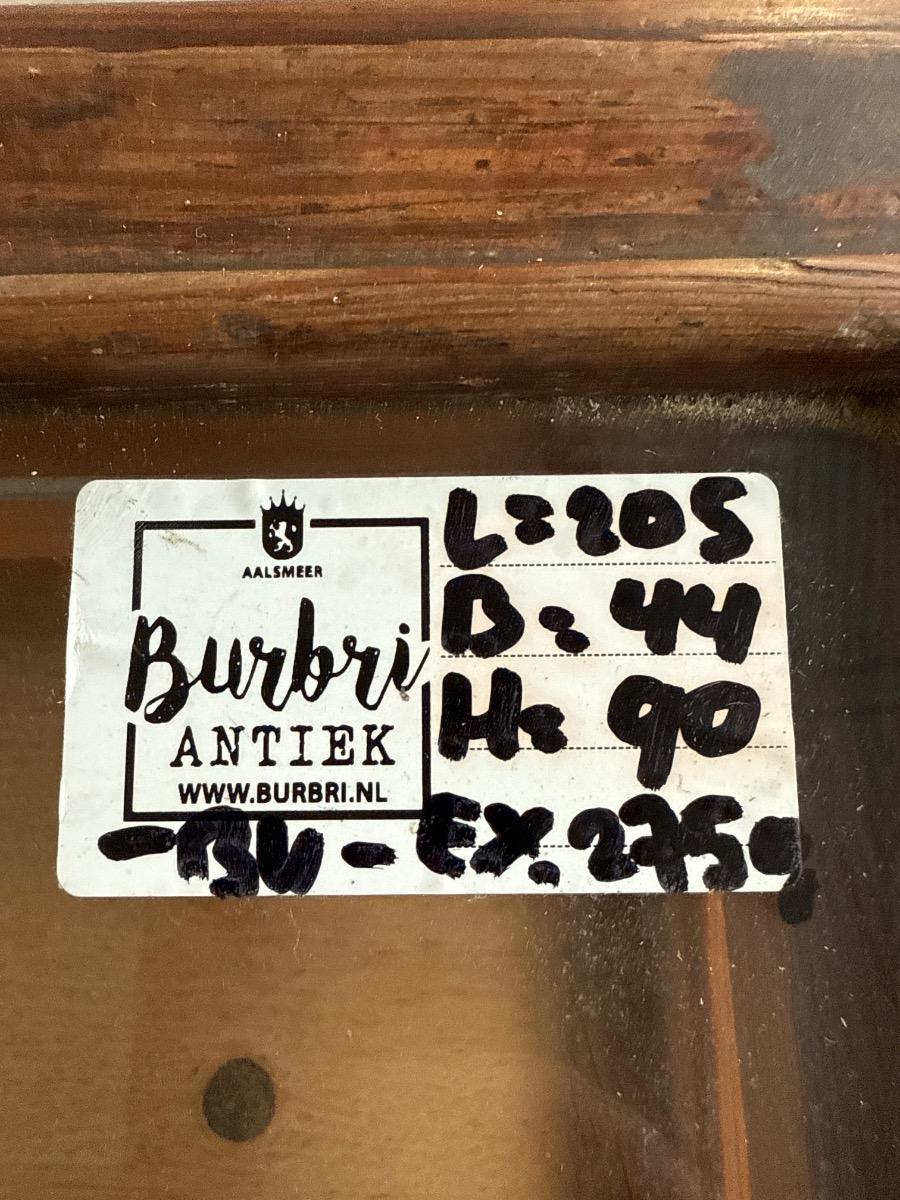 AALSMEER
Burbri
ANTIEK
WWW.BURBRI.NL
L=205
B= 44
H= 90
-BU- EX. 2750